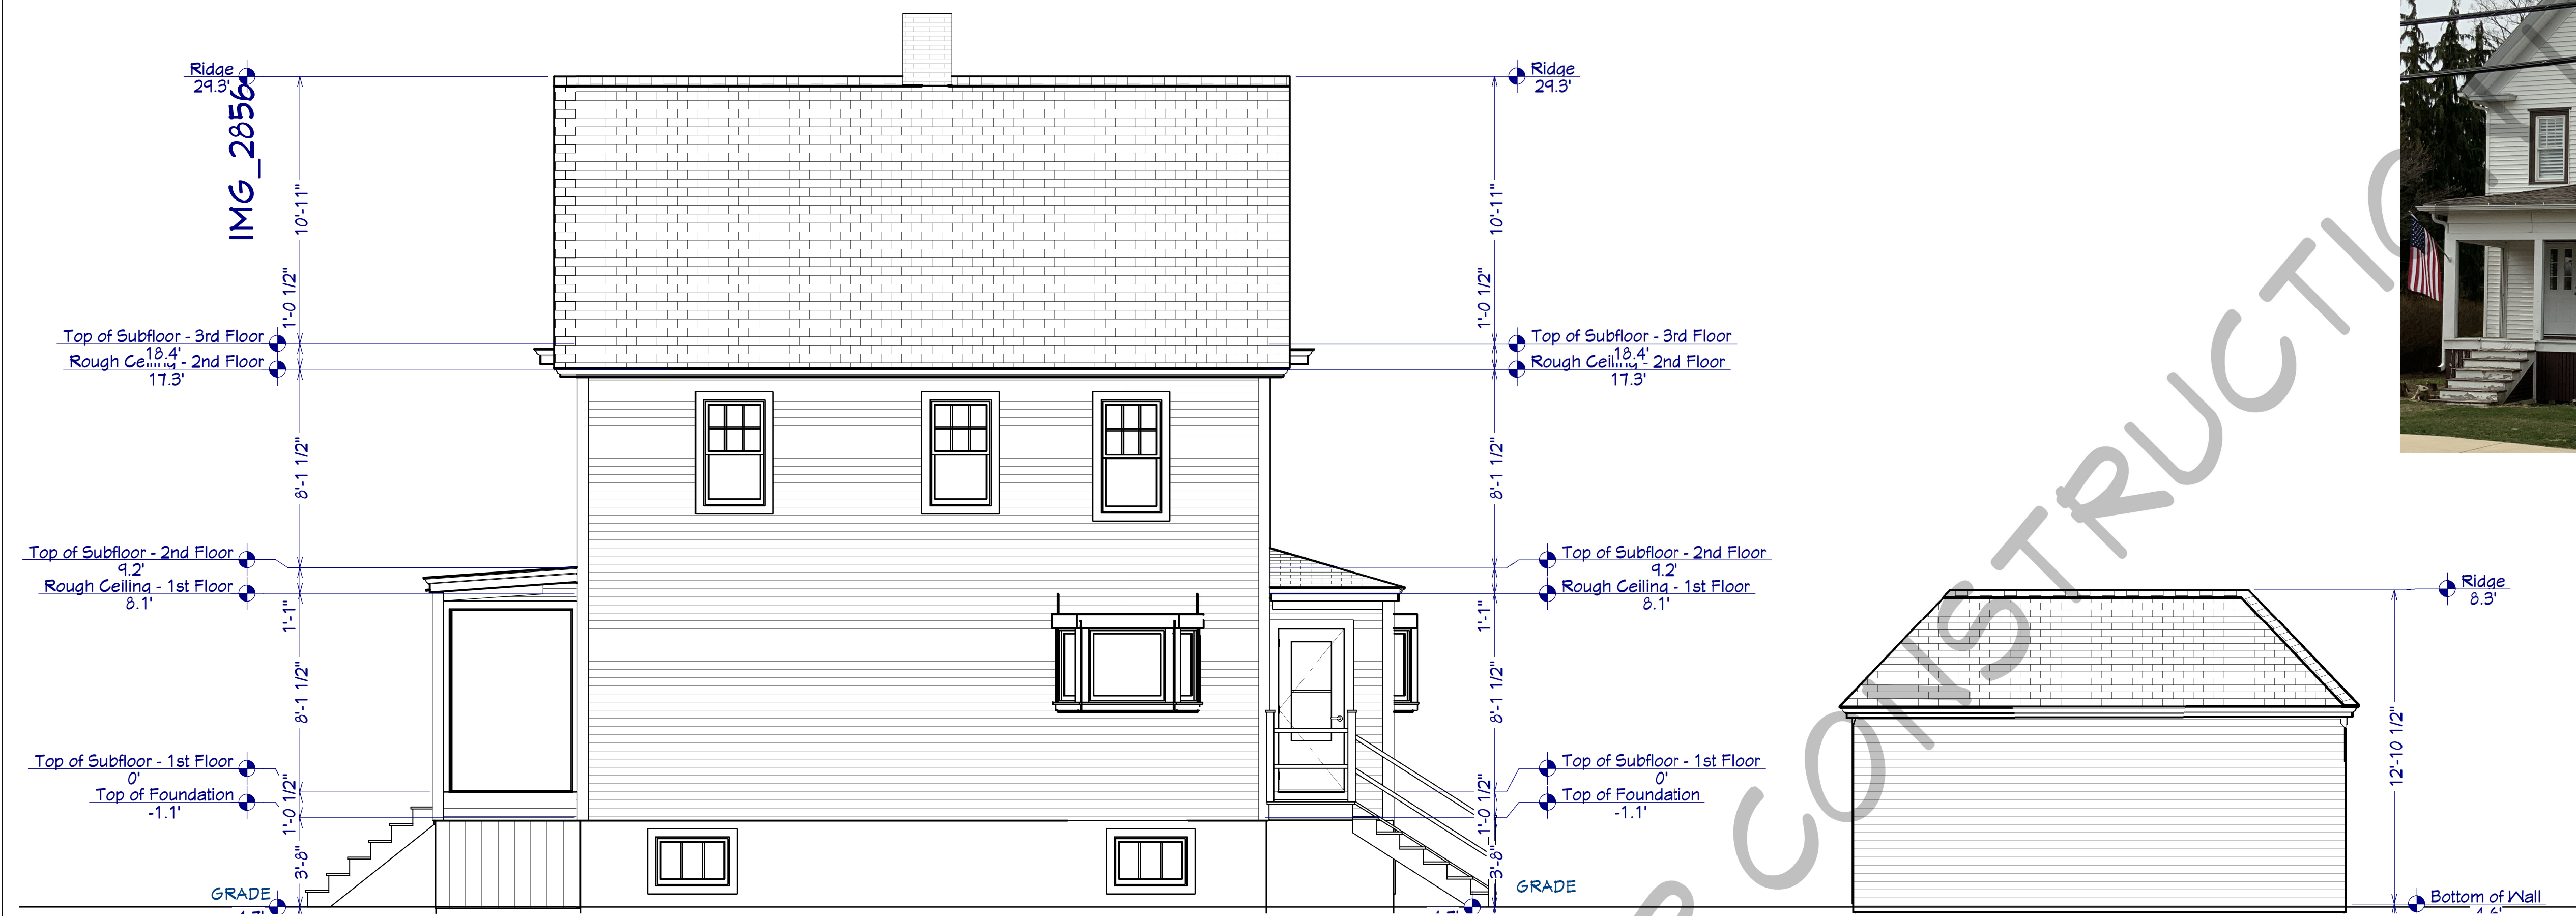 Ridge
29.3'
IMG_2856
10'-11"
1'-0 1/2"
Top of Subfloor - 3rd Floor
18.4'
Rough Ceiling - 2nd Floor
17.3'
8'-1 1/2"
Top of Subfloor - 2nd Floor
9.2'
Rough Ceiling - 1st Floor
8.1'
1'-1"
8'-1 1/2"
Top of Subfloor - 1st Floor
0'
Top of Foundation
-1.1'
1'-0 1/2"
3'-8"
GRADE
Ridge
29.3'
10'-11"
1'-0 1/2"
Top of Subfloor - 3rd Floor
18.4'
Rough Ceiling - 2nd Floor
17.3'
8'-1 1/2"
Top of Subfloor - 2nd Floor
9.2'
Rough Ceiling - 1st Floor
8.1'
1'-1"
8'-1 1/2"
Top of Subfloor - 1st Floor
0'
Top of Foundation
-1.1'
1'-0 1/2"
3'-8"
GRADE
Ridge
8.3'
12'-10 1/2"
Bottom of Wall
CONSTRUCTION